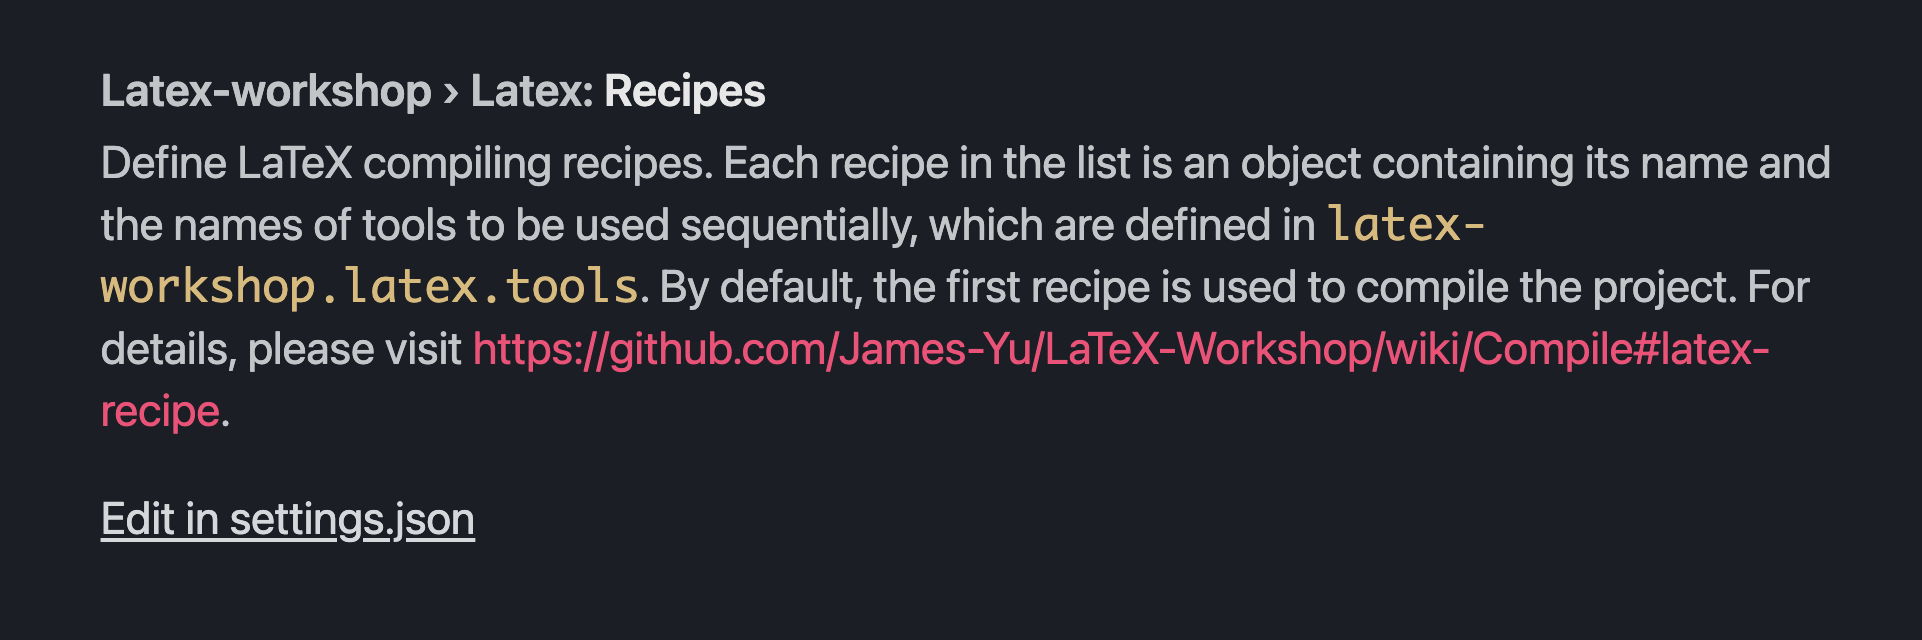 Latex-workshop › Latex: Recipes
Define LaTeX compiling recipes. Each recipe in the list is an object containing its name and
the names of tools to be used sequentially, which are defined in latex-
workshop.latex.tools. By default, the first recipe is used to compile the project. For
details, please visit https://github.com/James-Yu/LaTeX-Workshop/wiki/Compile#latex-
recipe.
Edit in settings.json